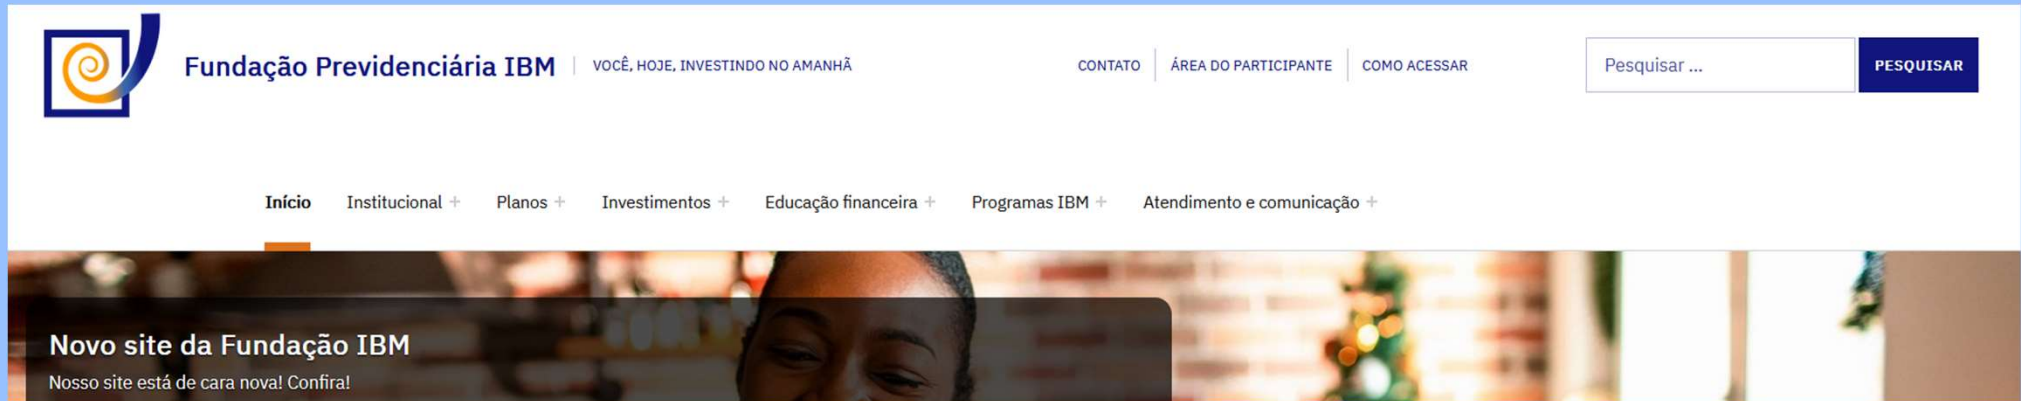 Fundação Previdenciária IBM | VOCÊ, HOJE, INVESTINDO NO AMANHÃ
CONTATO | ÁREA DO PARTICIPANTE | COMO ACESSAR
Pesquisar ... PESQUISAR
Início Institucional + Planos + Investimentos + Educação financeira + Programas IBM + Atendimento e comunicação +
Novo site da Fundação IBM
Nosso site está de cara nova! Confira!